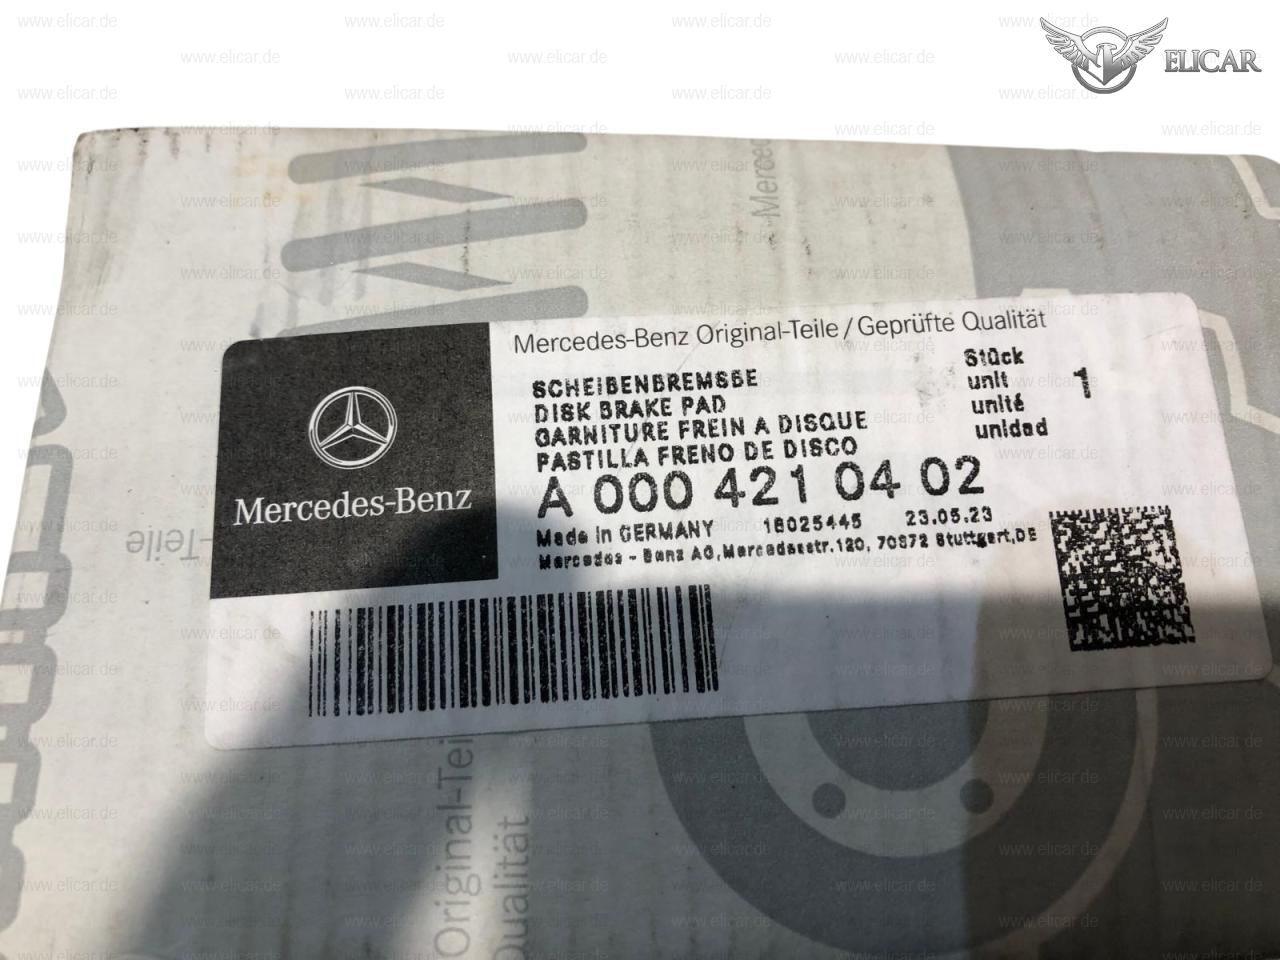 ELICAR
Mercedes-Benz Original-Teile / Geprüfte Qualität
SCHEIBENBREMSBE
DISK BRAKE PAD
GARNITURE FREIN A DISQUE
PASTILLA FRENO DE DISCO
Stück
unit 1
unité
unidad
A 000 421 04 02
Made in GERMANY 18025445 23.05.23
Mercedes - Benz AG, Mercedesstr.120, 70372 Stuttgart, DE
Mercedes-Benz
-Teile
Original-Teil
Qualität
-Merced
www.elicar.de